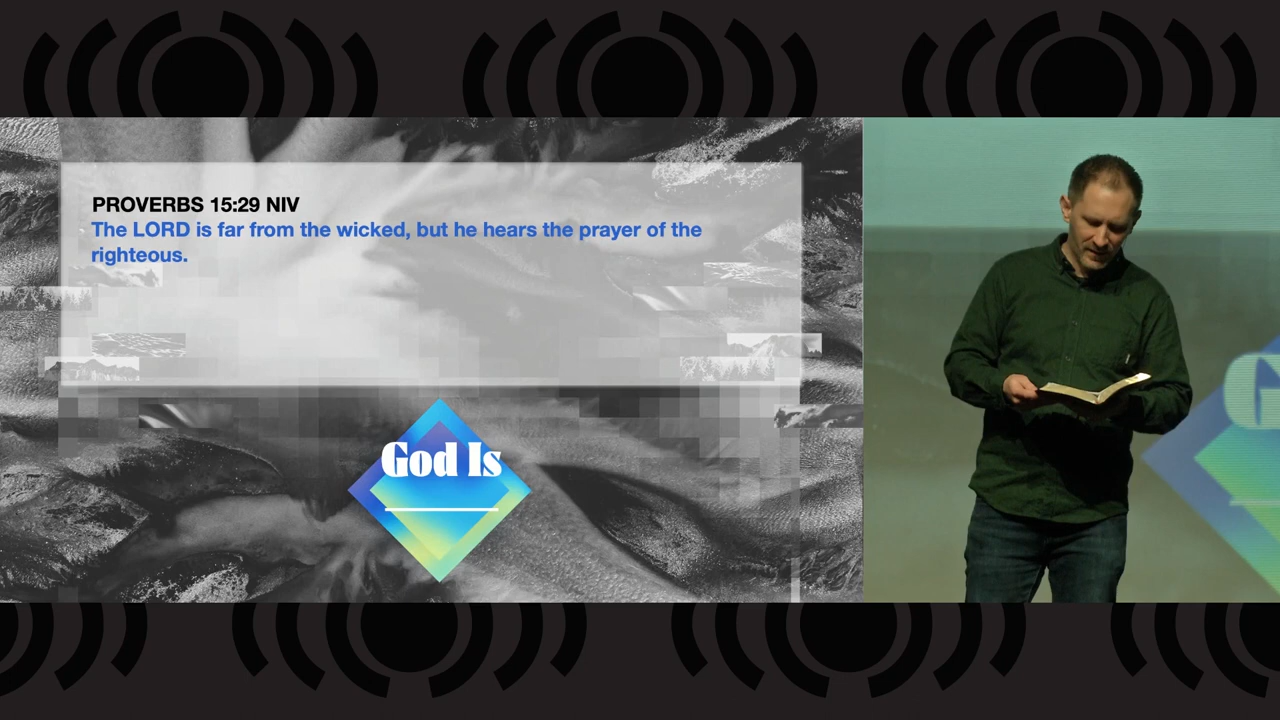 PROVERBS 15:29 NIV
The LORD is far from the wicked, but he hears the prayer of the
righteous.
God Is
G